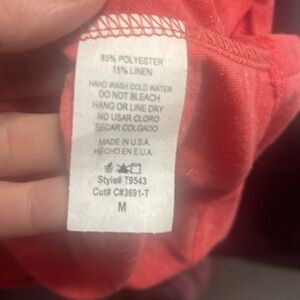 85% POLYESTER
15% LINEN
HAND WASH COLD WATER
DO NOT BLEACH
HANG OR LINE DRY
NO USAR CLORO
SECAR COLGADO
MADE IN U.S.A.
HECHO EN E.U.A.
Style# T9543
Cut# C#3691-T
M